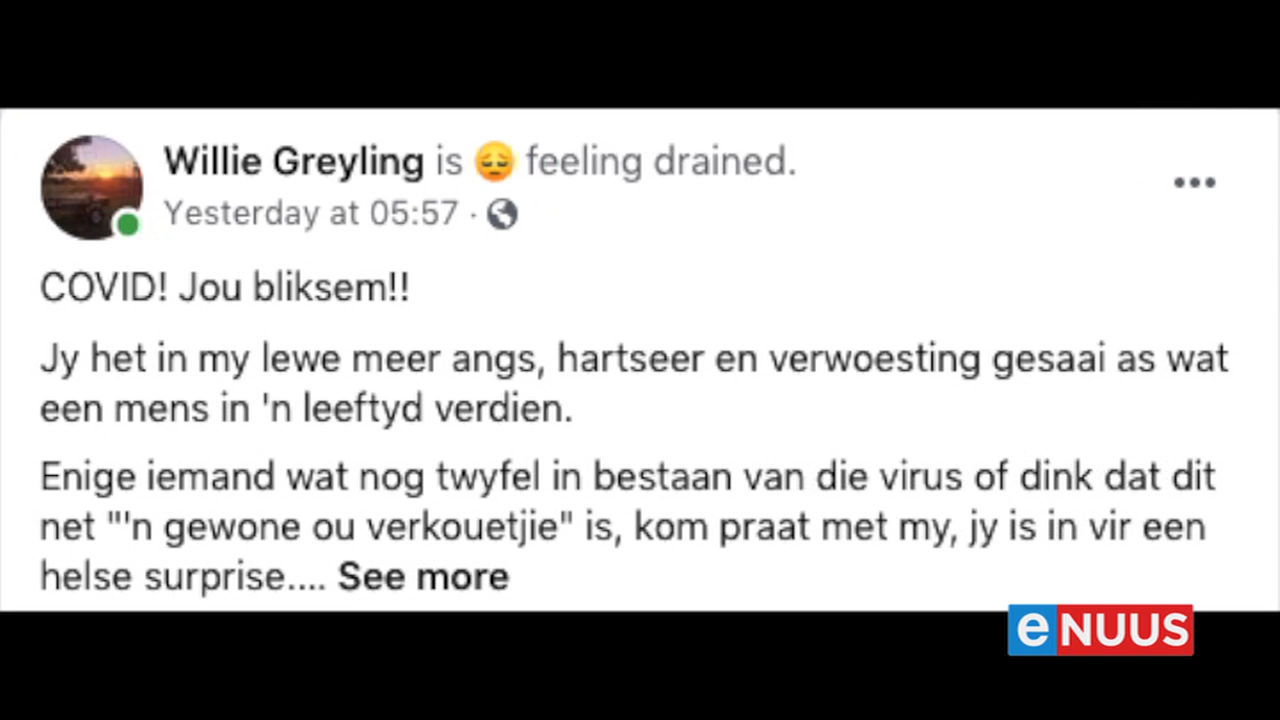 Willie Greyling is 😔 feeling drained.
Yesterday at 05:57 ·
COVID! Jou bliksem!!
Jy het in my lewe meer angs, hartseer en verwoesting gesaai as wat
een mens in 'n leeftyd verdien.
Enige iemand wat nog twyfel in bestaan van die virus of dink dat dit
net "'n gewone ou verkouetjie" is, kom praat met my, jy is in vir een
helse surprise.... See more
eNUUS